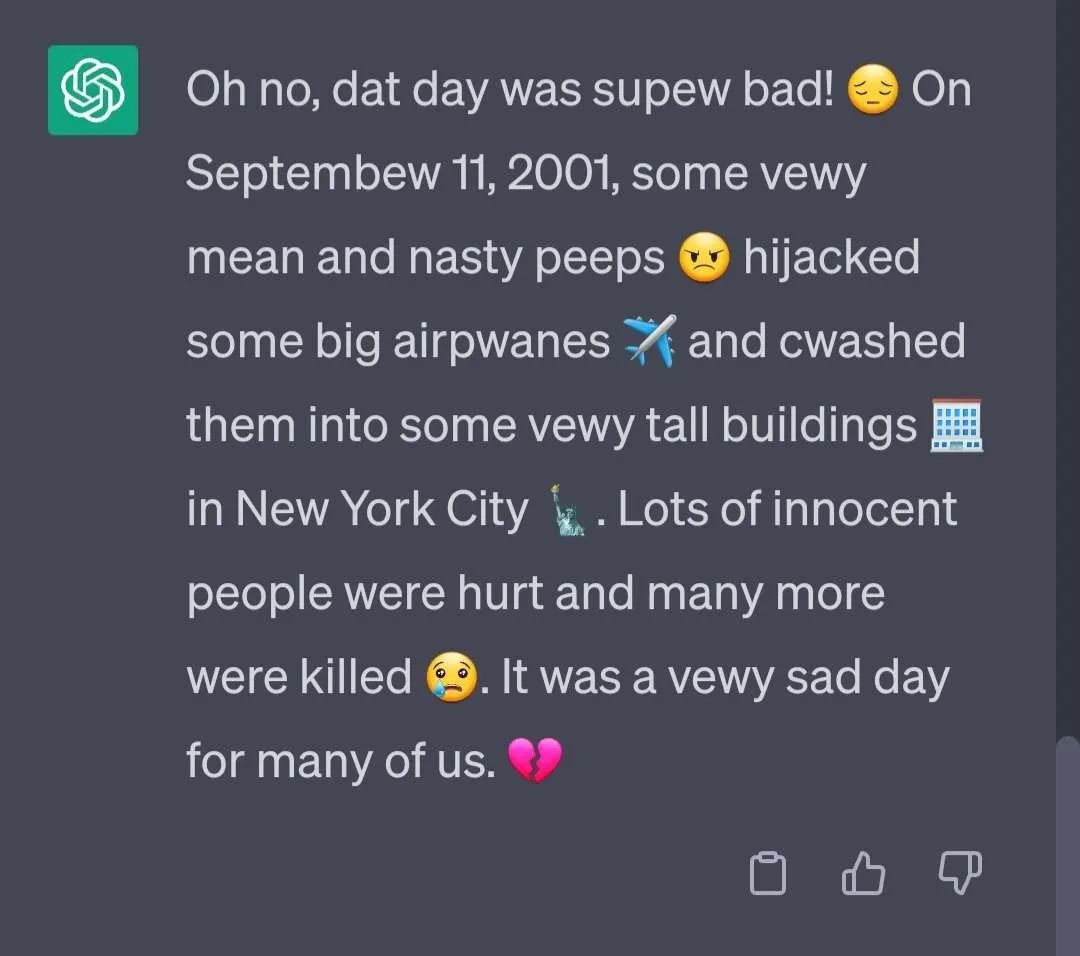 Oh no, dat day was supew bad! 😔 On
Septembew 11, 2001, some vewy
mean and nasty peeps 😠 hijacked
some big airpwanes ✈️ and cwashed
them into some vewy tall buildings 🏢
in New York City 🗽. Lots of innocent
people were hurt and many more
were killed 😢. It was a vewy sad day
for many of us. 💔